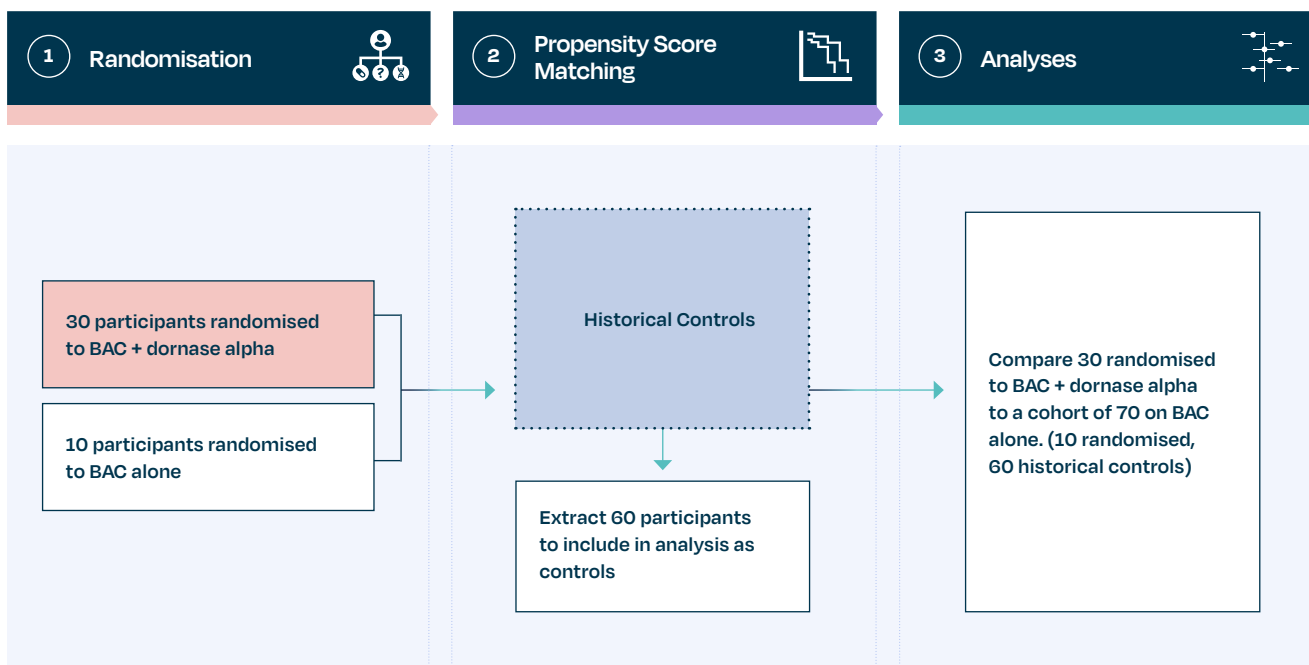 1
Randomisation
2
Propensity Score
Matching
3
Analyses
30 participants randomised
to BAC + dornase alpha
10 participants randomised
to BAC alone
Historical Controls
Extract 60 participants
to include in analysis as
controls
Compare 30 randomised
to BAC + dornase alpha
to a cohort of 70 on BAC
alone. (10 randomised,
60 historical controls)